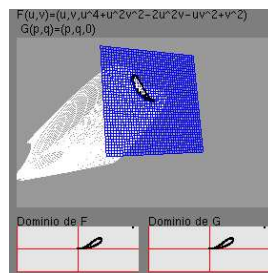 F(u,v)=(u,v,u^4+u^2v^2-2u^2v-uv^2+v^2)
G(p,q)=(p,q,0)
Dominio de F
Dominio de G